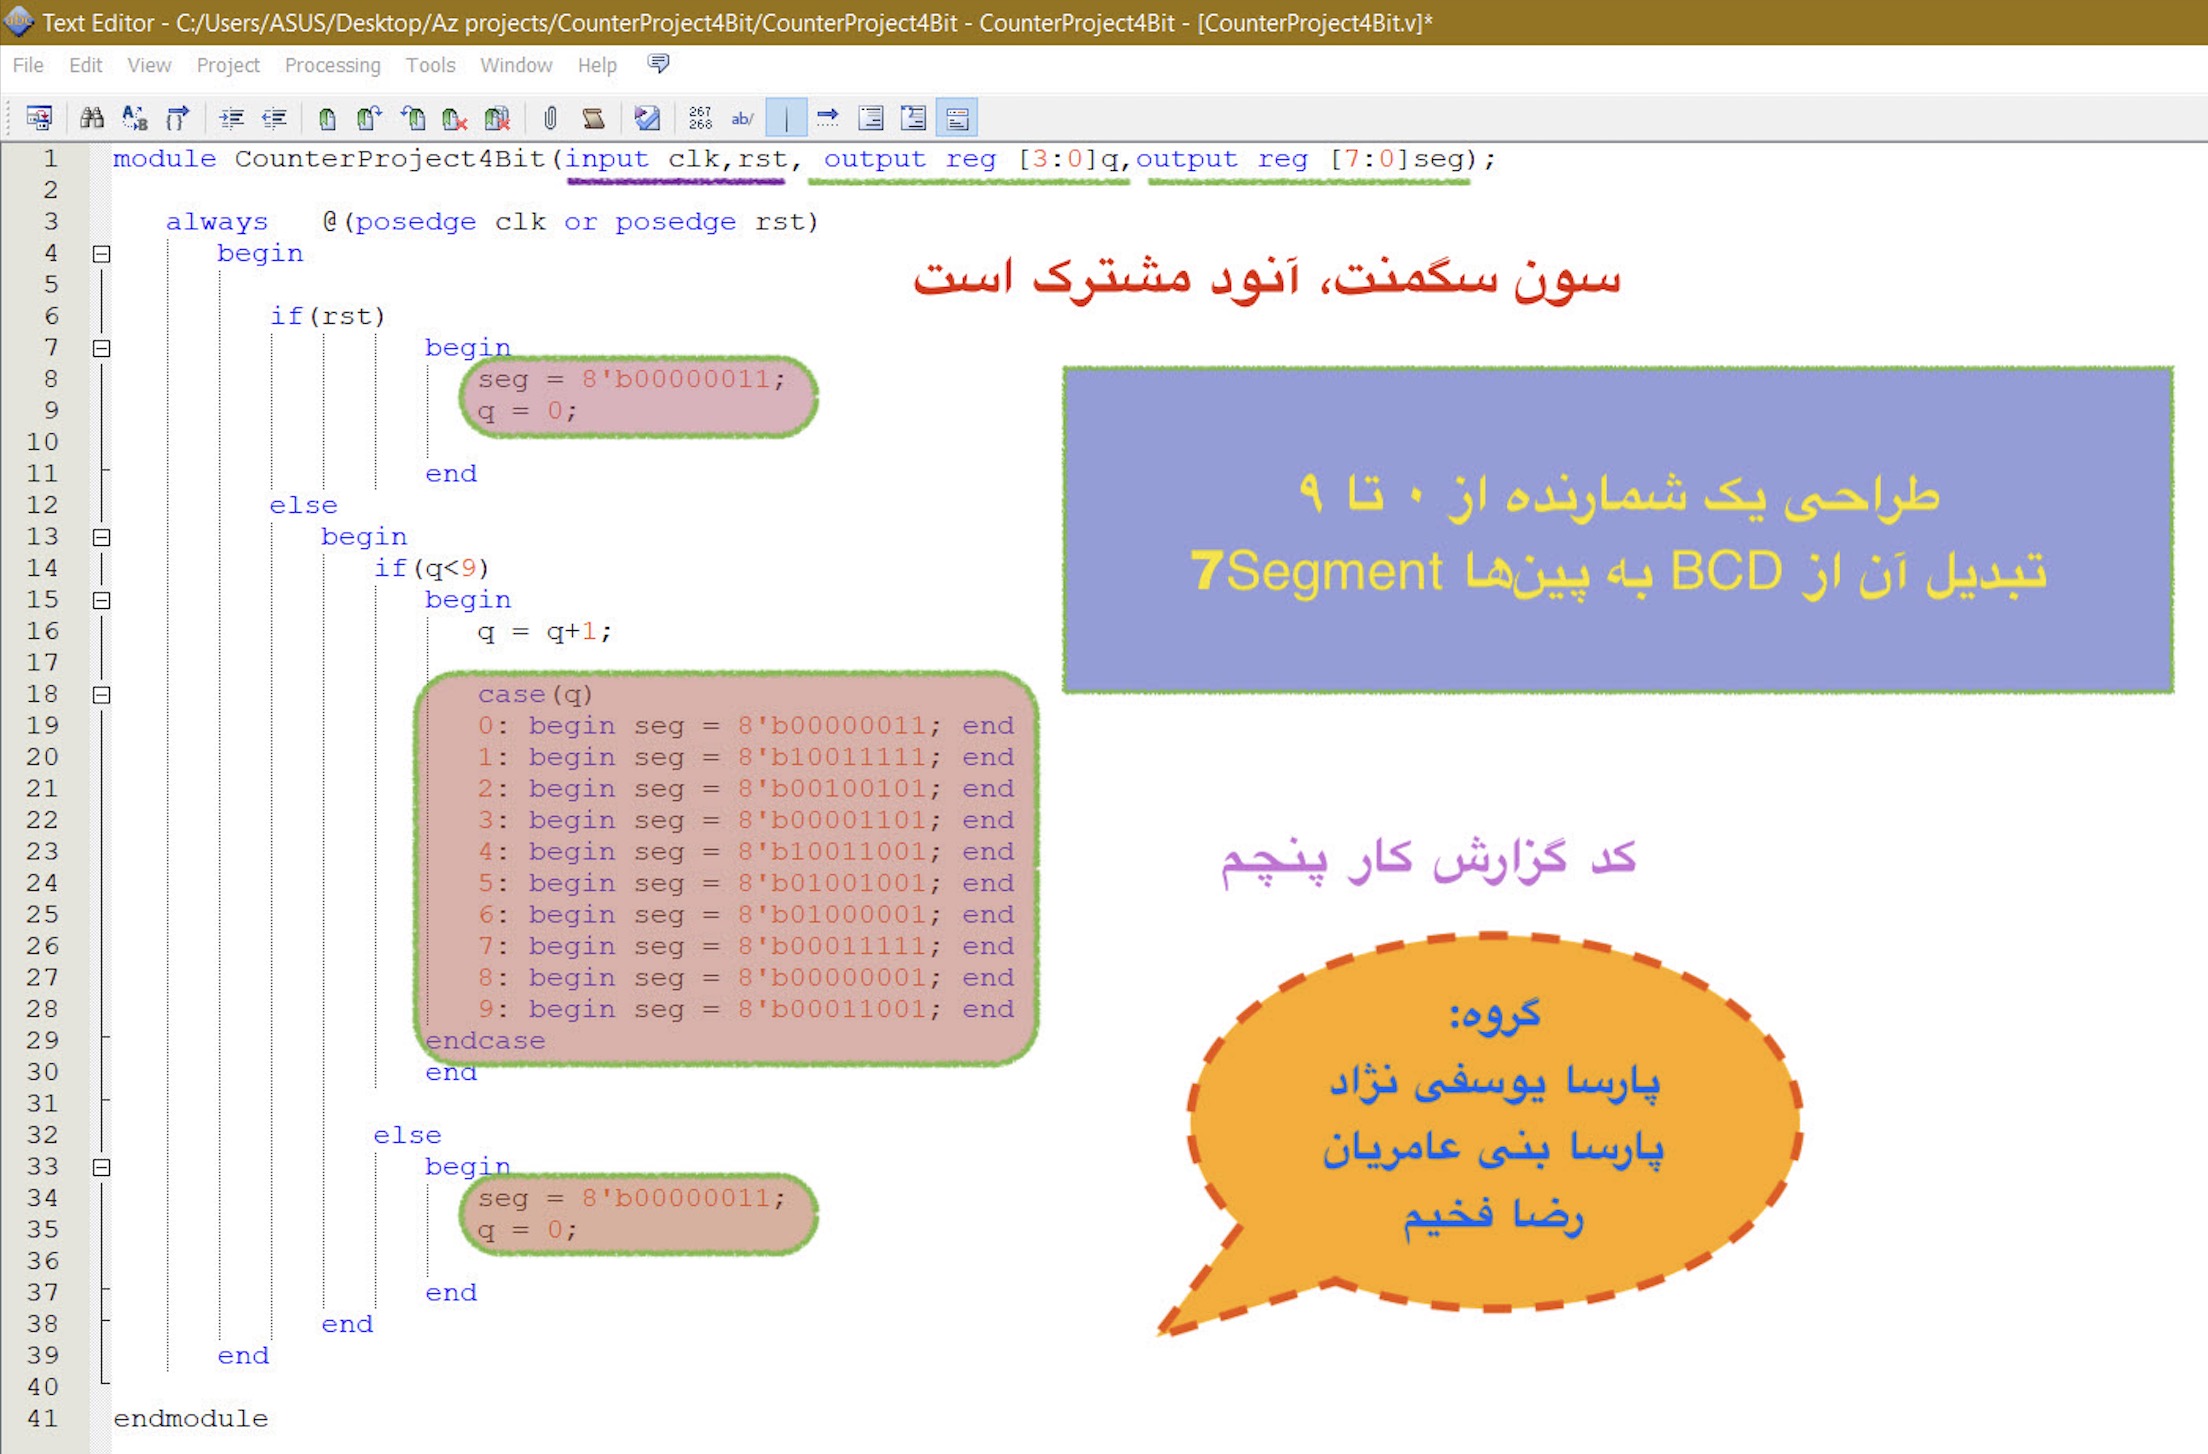 Text Editor - C:/Users/ASUS/Desktop/Az projects/CounterProject4Bit/CounterProject4Bit - CounterProject4Bit - [CounterProject4Bit.v]*
File Edit View Project Processing Tools Window Help
267
268
ab/
1 module CounterProject4Bit(input clk,rst, output reg [3:0]q,output reg [7:0]seg);
2
3 always @(posedge clk or posedge rst)
4 begin
5
6 if(rst)
7 begin
8 seg = 8'b00000011;
9 q = 0;
10
11 end
12 else
13 begin
14 if(q<9)
15 begin
16 q = q+1;
17
18 case(q)
19 0: begin seg = 8'b00000011; end
20 1: begin seg = 8'b10011111; end
21 2: begin seg = 8'b00100101; end
22 3: begin seg = 8'b00001101; end
23 4: begin seg = 8'b10011001; end
24 5: begin seg = 8'b01001001; end
25 6: begin seg = 8'b01000001; end
26 7: begin seg = 8'b00011111; end
27 8: begin seg = 8'b00000001; end
28 9: begin seg = 8'b00011001; end
29 endcase
30 end
31
32 else
33 begin
34 seg = 8'b00000011;
35 q = 0;
36
37 end
38 end
39 end
40
41 endmodule
سون سگمنت، آنود مشترک است
طراحی یک شمارنده از ۰ تا ۹
تبدیل آن از BCD به پین‌ها 7Segment
کد گزارش کار پنچم
گروه:
پارسا یوسفی نژاد
پارسا بنی عامریان
رضا فخیم